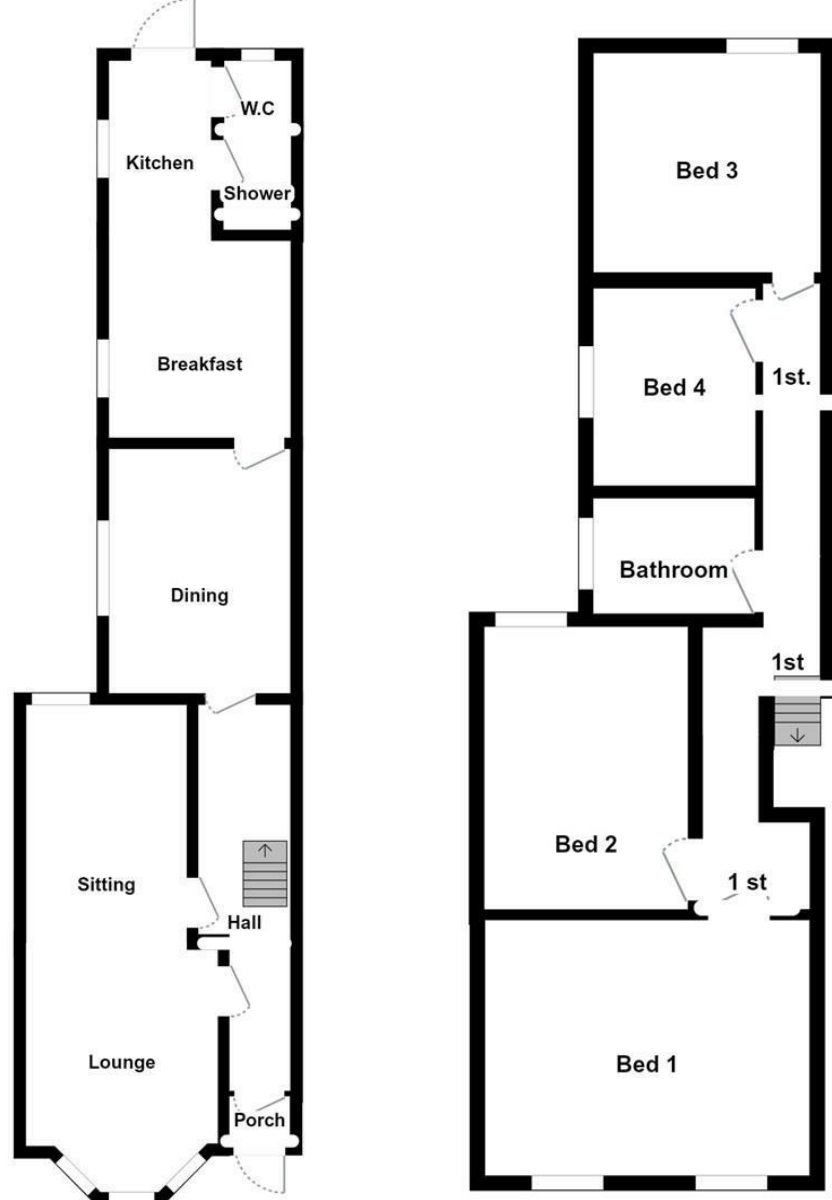 W.C
Kitchen
Shower
Breakfast
Dining
Sitting
Hall
Lounge
Porch
Bed 3
1st.
Bed 4
Bathroom
1st
Bed 2
1 st
Bed 1